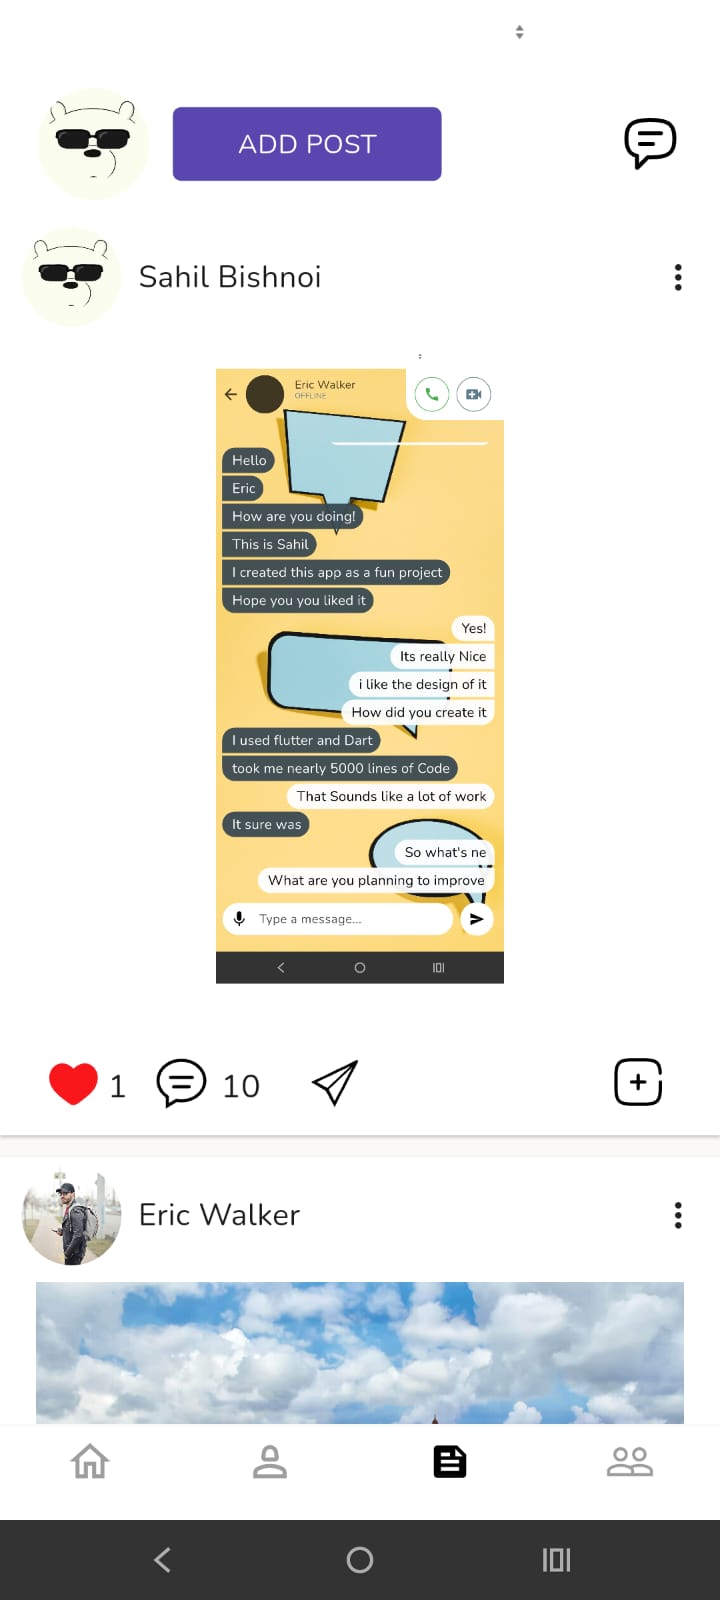 ADD POST
Sahil Bishnoi
Eric Walker
OFFLINE
Hello
Eric
How are you doing!
This is Sahil
I created this app as a fun project
Hope you you liked it
Yes!
Its really Nice
i like the design of it
How did you create it
I used flutter and Dart
took me nearly 5000 lines of Code
That Sounds like a lot of work
It sure was
So what's ne
What are you planning to improve
Type a message...
1
10
Eric Walker